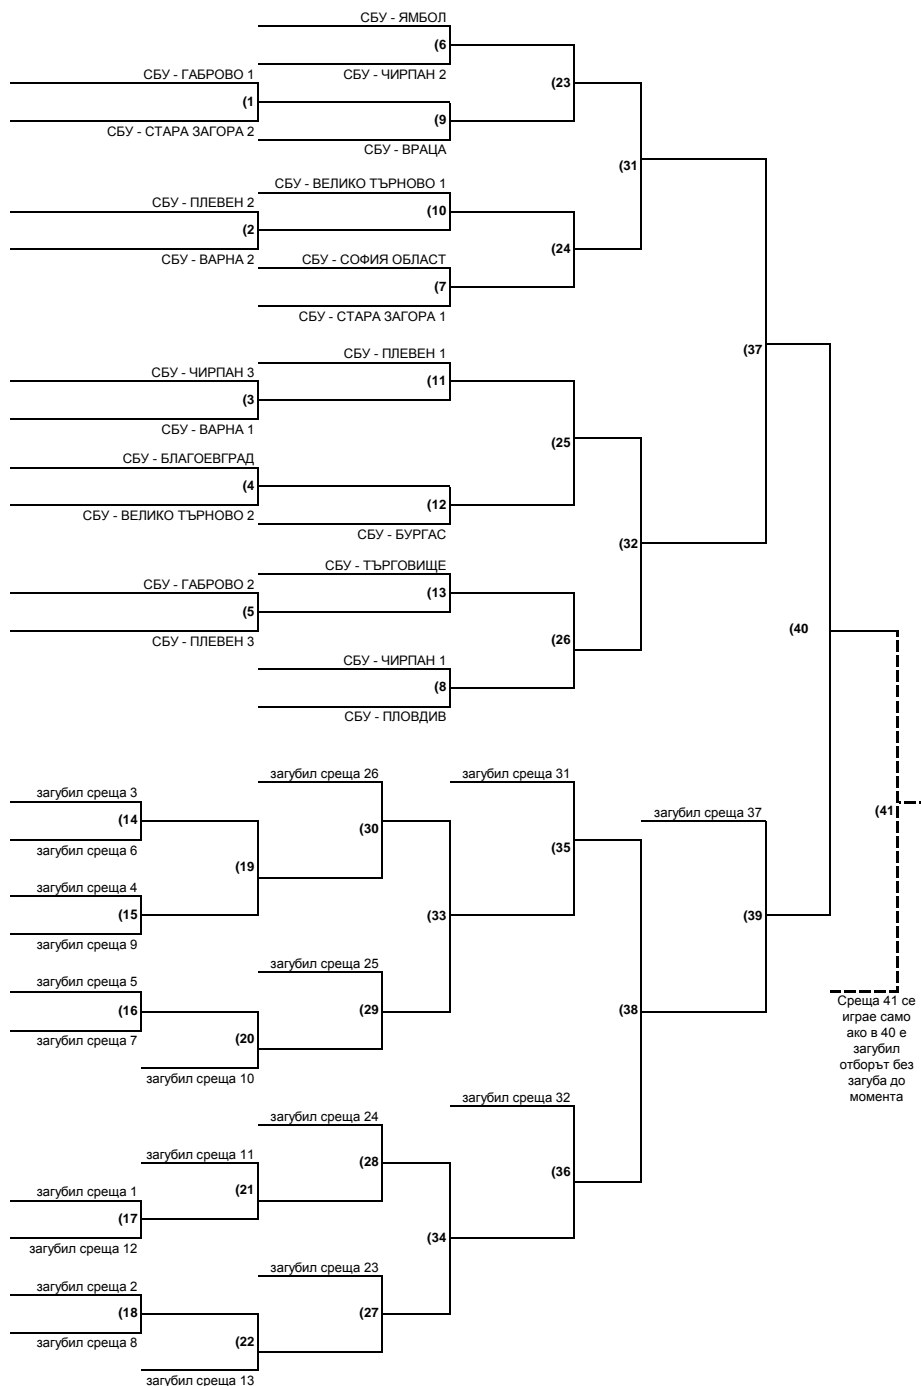 СБУ - ЯМБОЛ
(6
СБУ - ЧИРПАН 2
СБУ - ГАБРОВО 1
(23
(1
СБУ - СТАРА ЗАГОРА 2
(9
СБУ - ВРАЦА
(31
СБУ - ВЕЛИКО ТЪРНОВО 1
СБУ - ПЛЕВЕН 2
(10
(2
СБУ - ВАРНА 2
(24
СБУ - СОФИЯ ОБЛАСТ
(7
СБУ - СТАРА ЗАГОРА 1
(37
СБУ - ПЛЕВЕН 1
СБУ - ЧИРПАН 3
(11
(3
СБУ - ВАРНА 1
(25
СБУ - БЛАГОЕВГРАД
(4
СБУ - ВЕЛИКО ТЪРНОВО 2
(12
СБУ - БУРГАС
(32
СБУ - ТЪРГОВИЩЕ
СБУ - ГАБРОВО 2
(13
(5
СБУ - ПЛЕВЕН 3
(26
(40
СБУ - ЧИРПАН 1
(8
СБУ - ПЛОВДИВ
загубил среща 26
загубил среща 31
загубил среща 3
(14
загубил среща 6
(30
загубил среща 37
(41
(35
(19
загубил среща 4
(15
загубил среща 9
(33
(39
загубил среща 25
загубил среща 5
(16
загубил среща 7
(29
(20
загубил среща 10
(38
Среща 41 се
играе само
ако в 40 е
загубил
отборът без
загуба до
момента
загубил среща 32
загубил среща 24
загубил среща 11
(28
(36
(21
загубил среща 1
(17
загубил среща 12
(34
загубил среща 23
загубил среща 2
(18
загубил среща 8
(27
(22
загубил среща 13